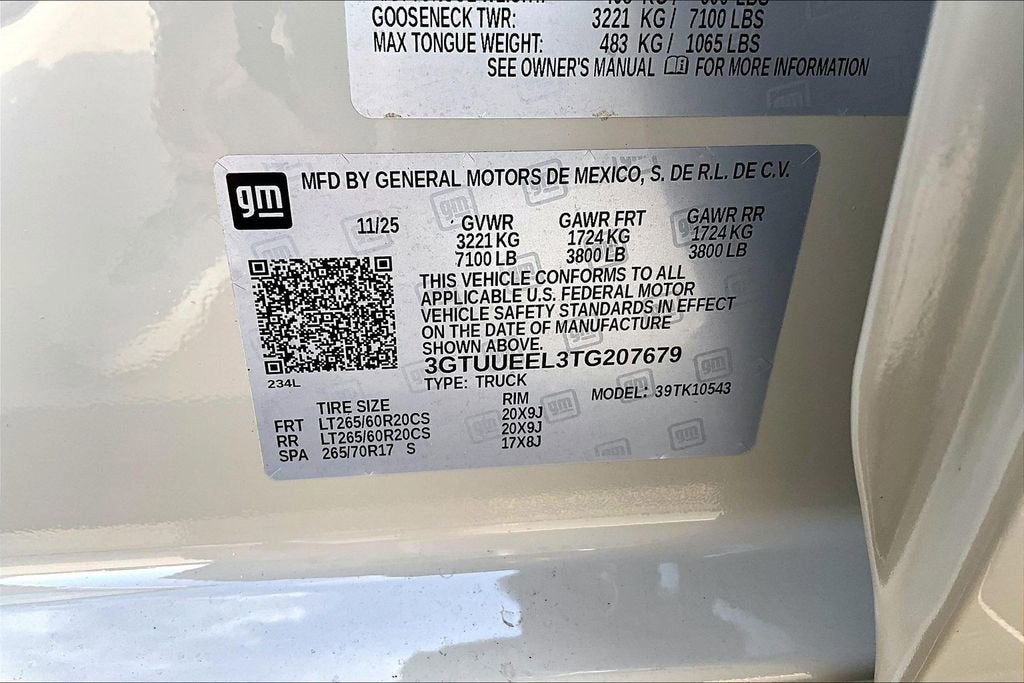 GOOSENECK TWR: 3221 KG / 7100 LBS
MAX TONGUE WEIGHT: 483 KG / 1065 LBS
SEE OWNER'S MANUAL FOR MORE INFORMATION
gm
gm MFD BY GENERAL MOTORS DE MEXICO, S. DE R.L. DE C.V.
11/25 GVWR GAWR FRT GAWR RR
3221 KG 1724 KG 1724 KG
7100 LB 3800 LB 3800 LB
THIS VEHICLE CONFORMS TO ALL
APPLICABLE U.S. FEDERAL MOTOR
VEHICLE SAFETY STANDARDS IN EFFECT
ON THE DATE OF MANUFACTURE
SHOWN ABOVE.
3GTUUEEL3TG207679
234L
TYPE: TRUCK MODEL: 39TK10543
TIRE SIZE RIM
FRT LT265/60R20CS 20X9J
RR LT265/60R20CS 20X9J
SPA 265/70R17 S 17X8J